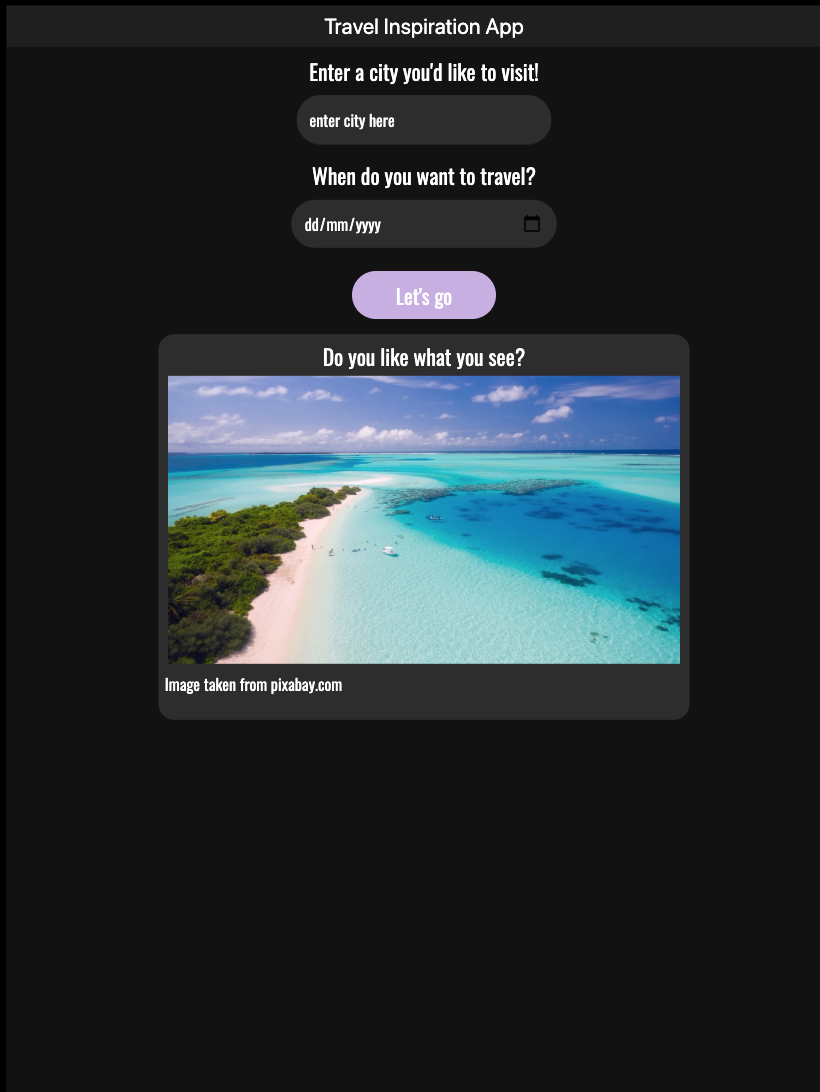 Travel Inspiration App
Enter a city you'd like to visit!
enter city here
When do you want to travel?
dd/mm/yyyy
Let's go
Do you like what you see?
Image taken from pixabay.com